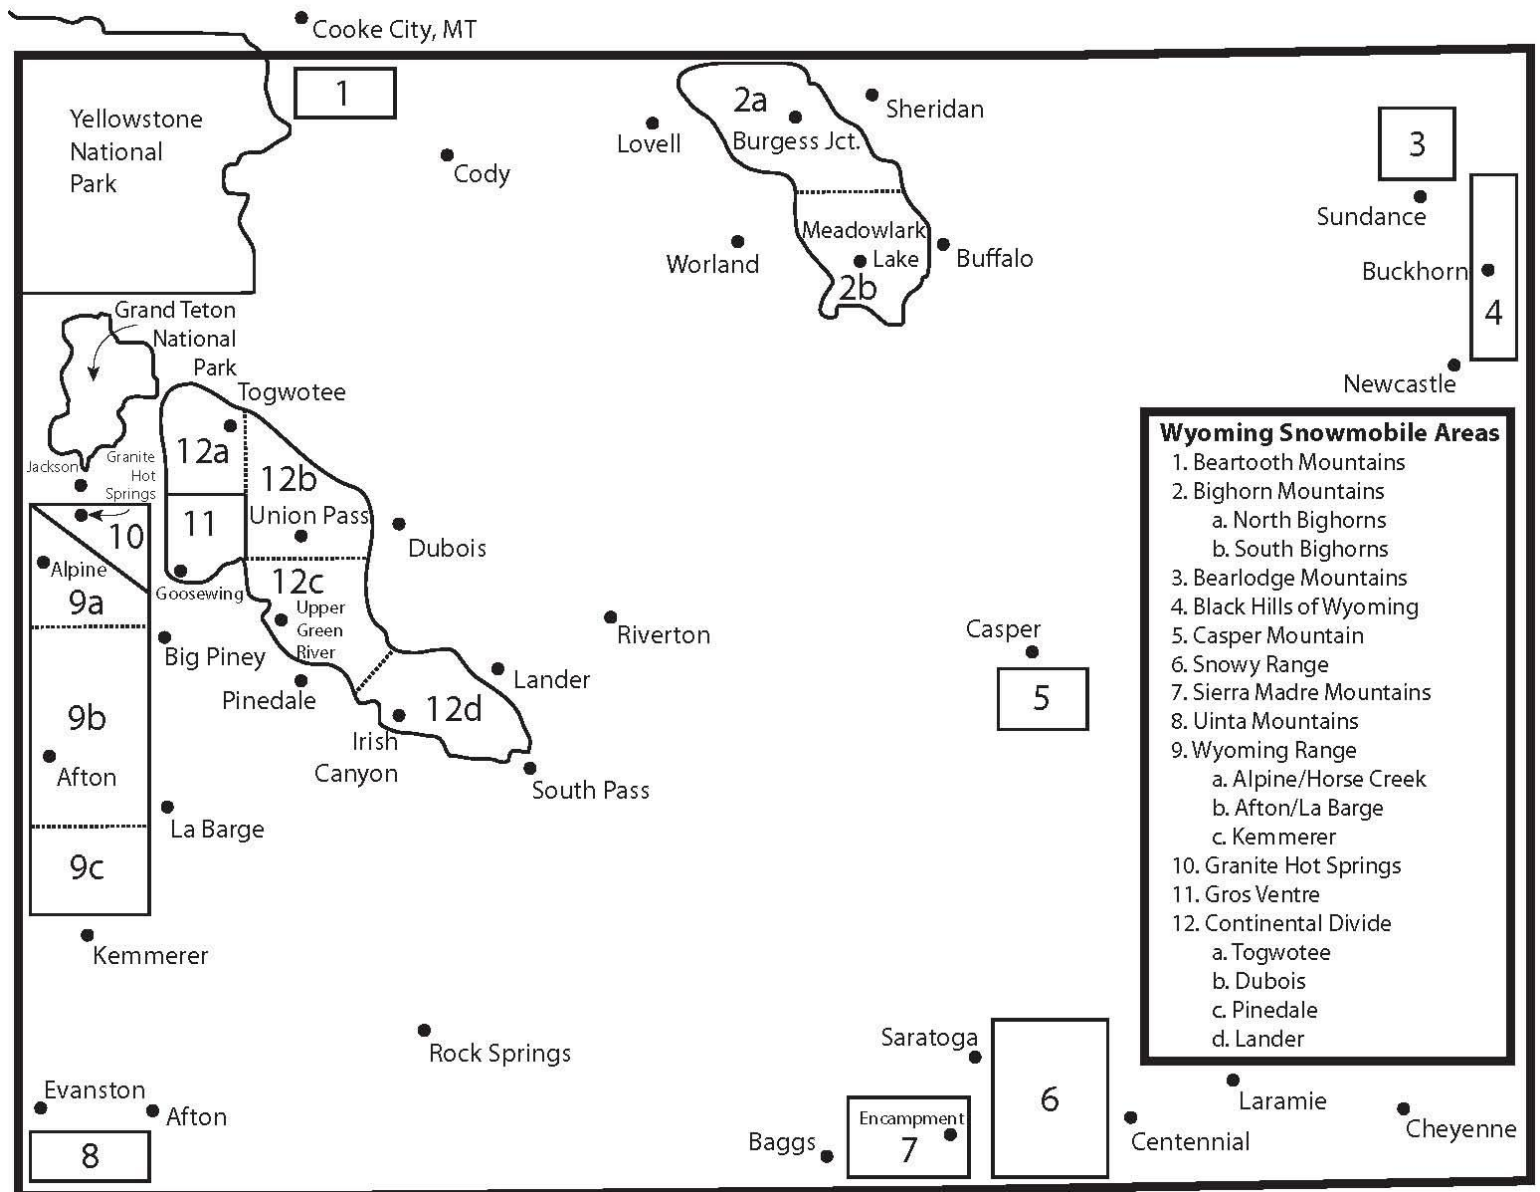 Cooke City, MT
1
2a
Sheridan
Yellowstone
National
Park
Lovell
Burgess Jct.
3
Cody
Sundance
Meadowlark
Lake
Worland
Buffalo
Buckhorn
2b
4
Grand Teton
National
Park
Newcastle
Togwotee
12a
Jackson
Granite
Hot
Springs
12b
10
11
Union Pass
Dubois
Alpine
9a
Goosewing
12c
Upper
Green
River
Riverton
Casper
Big Piney
Pinedale
Lander
12d
5
9b
Irish
Canyon
Afton
South Pass
La Barge
9c
Kemmerer
Wyoming Snowmobile Areas
1. Beartooth Mountains
2. Bighorn Mountains
a. North Bighorns
b. South Bighorns
3. Bearlodge Mountains
4. Black Hills of Wyoming
5. Casper Mountain
6. Snowy Range
7. Sierra Madre Mountains
8. Uinta Mountains
9. Wyoming Range
a. Alpine/Horse Creek
b. Afton/La Barge
c. Kemmerer
10. Granite Hot Springs
11. Gros Ventre
12. Continental Divide
a. Togwotee
b. Dubois
c. Pinedale
d. Lander
Rock Springs
Saratoga
Evanston
Afton
8
6
Laramie
Encampment
7
Baggs
Centennial
Cheyenne